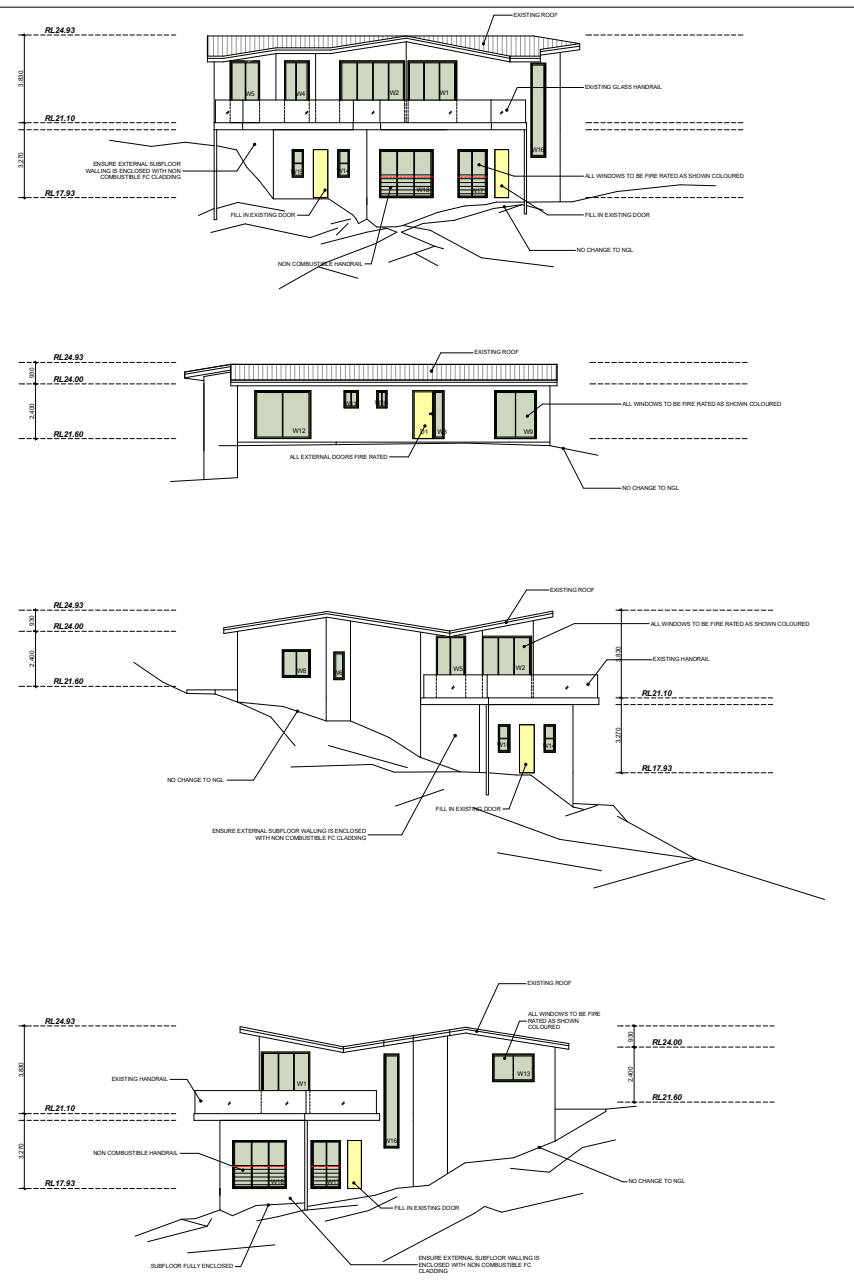 EXISTING ROOF
RL24.93
3.830
W5
W4
W2
W1
EXISTING GLASS HANDRAIL
W16
RL21.10
ENSURE EXTERNAL SUBFLOOR
WALLING IS ENCLOSED WITH NON
COMBUSTIBLE FC CLADDING
3.270
W14
W18
W17
ALL WINDOWS TO BE FIRE RATED AS SHOWN COLOURED
RL17.93
FILL IN EXISTING DOOR
FILL IN EXISTING DOOR
NO CHANGE TO NGL
NON COMBUSTIBLE HANDRAIL
EXISTING ROOF
RL24.93
930
RL24.00
2.400
W12
D1
W9
ALL WINDOWS TO BE FIRE RATED AS SHOWN COLOURED
RL21.60
ALL EXTERNAL DOORS FIRE RATED
NO CHANGE TO NGL
EXISTING ROOF
RL24.93
930
RL24.00
ALL WINDOWS TO BE FIRE RATED AS SHOWN COLOURED
2.400
W8
W5
W2
3.830
EXISTING HANDRAIL
RL21.60
RL21.10
3.270
W14
RL17.93
NO CHANGE TO NGL
FILL IN EXISTING DOOR
ENSURE EXTERNAL SUBFLOOR WALLING IS ENCLOSED
WITH NON COMBUSTIBLE FC CLADDING
EXISTING ROOF
ALL WINDOWS TO BE FIRE
RATED AS SHOWN
COLOURED
RL24.93
930
RL24.00
3.830
W1
W13
2.400
EXISTING HANDRAIL
RL21.60
RL21.10
W16
3.270
NON COMBUSTIBLE HANDRAIL
RL17.93
NO CHANGE TO NGL
FILL IN EXISTING DOOR
SUBFLOOR FULLY ENCLOSED
ENSURE EXTERNAL SUBFLOOR WALLING IS
ENCLOSED WITH NON COMBUSTIBLE FC
CLADDING